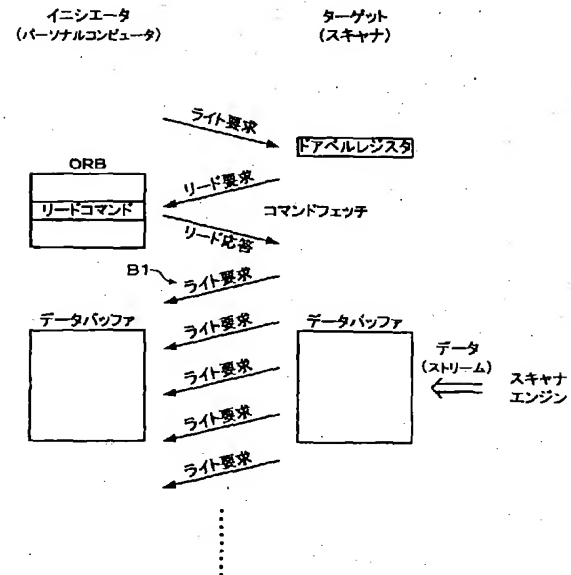 イニシエータ
(パーソナルコンピュータ)
ターゲット
(スキャナ)
ライト要求
ドアベルレジスタ
ORB
リード要求
リードコマンド
コマンドフェッチ
リード応答
B1
ライト要求
データバッファ
ライト要求
データバッファ
データ
(ストリーム)
スキャナ
エンジン
ライト要求
ライト要求
ライト要求